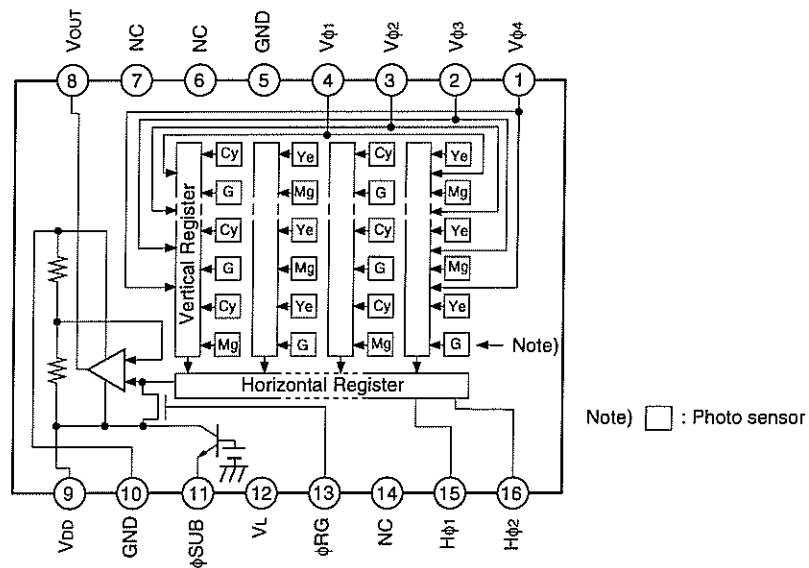 VOUT NC NC GND Vϕ1 Vϕ2 Vϕ3 Vϕ4
8 7 6 5 4 3 2 1
Cy Ye Cy Ye
G Mg G Mg
Cy Ye Cy Ye
G Mg G Mg
Cy Ye Cy Ye
Mg G Mg G Note)
Vertical Register
Horizontal Register
Note) : Photo sensor
9 10 11 12 13 14 15 16
VDD GND ϕSUB VL ϕRG NC Hϕ1 Hϕ2